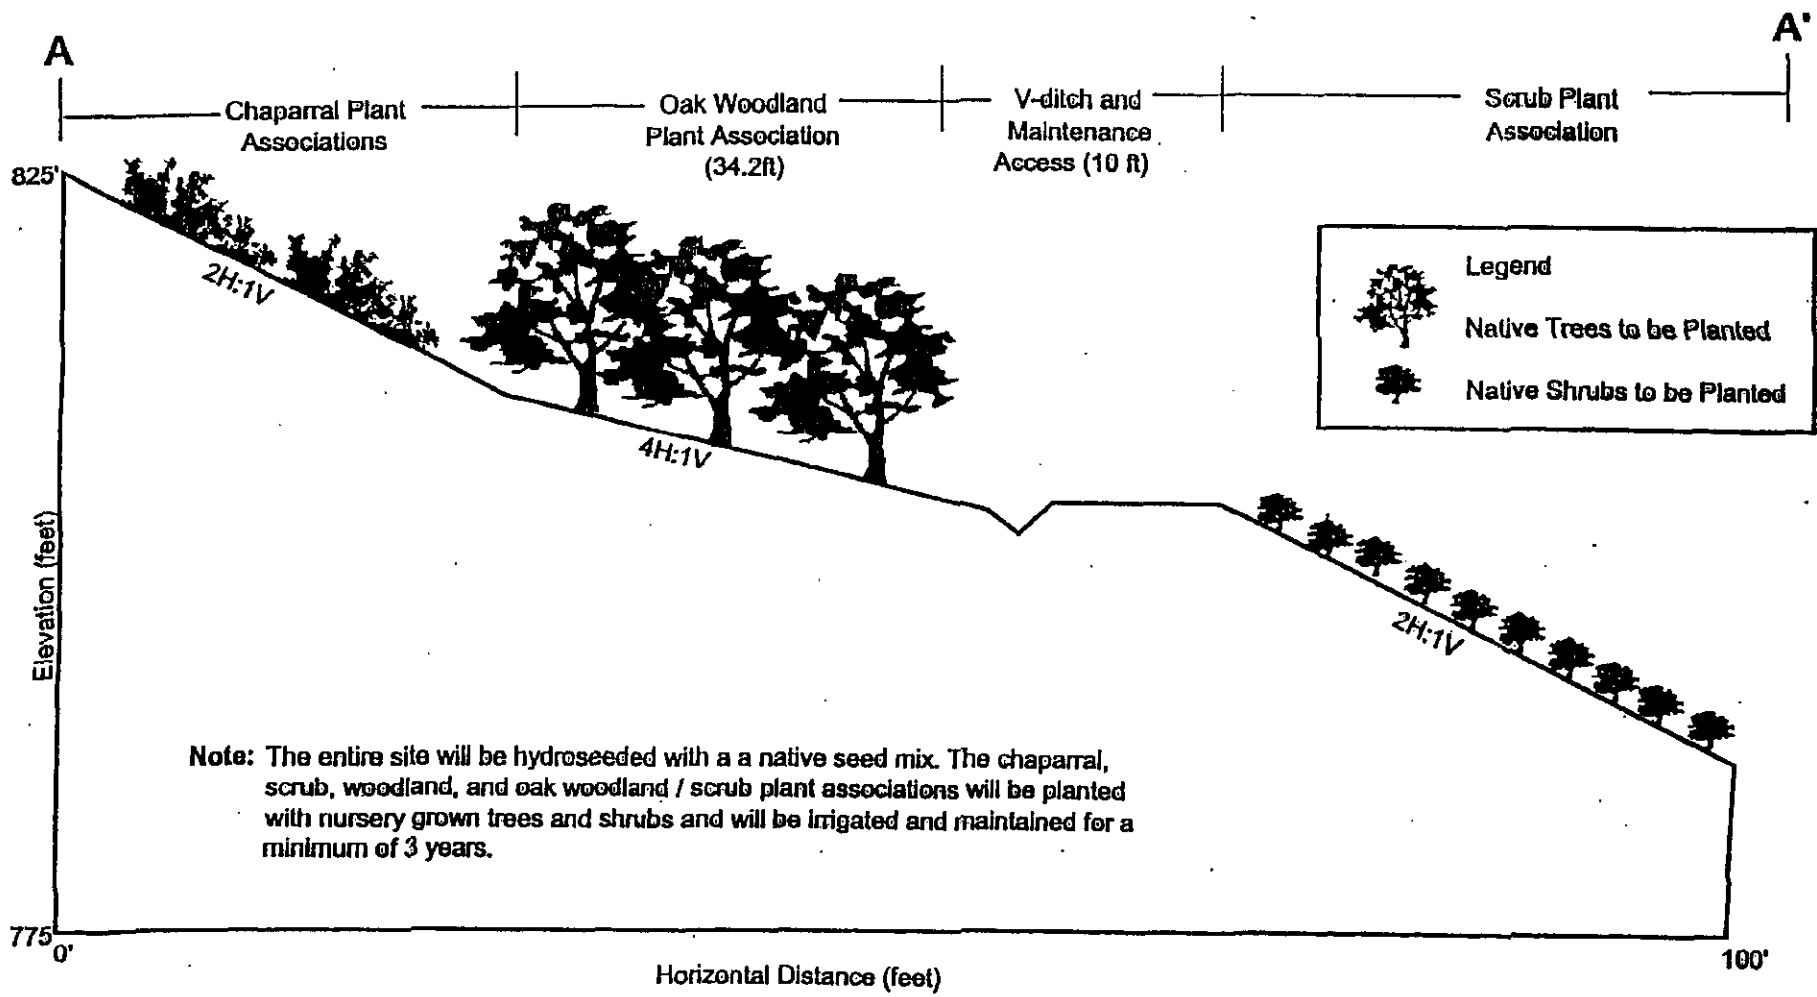 A
A'
Chaparral Plant
Associations
Oak Woodland
Plant Association
(34.2ft)
V-ditch and
Maintenance
Access (10 ft)
Scrub Plant
Association
825'
2H:1V
4H:1V
2H:1V
Legend
Native Trees to be Planted
Native Shrubs to be Planted
Elevation (feet)
Note: The entire site will be hydroseeded with a a native seed mix. The chaparral,
scrub, woodland, and oak woodland / scrub plant associations will be planted
with nursery grown trees and shrubs and will be irrigated and maintained for a
minimum of 3 years.
775
0'
100'
Horizontal Distance (feet)